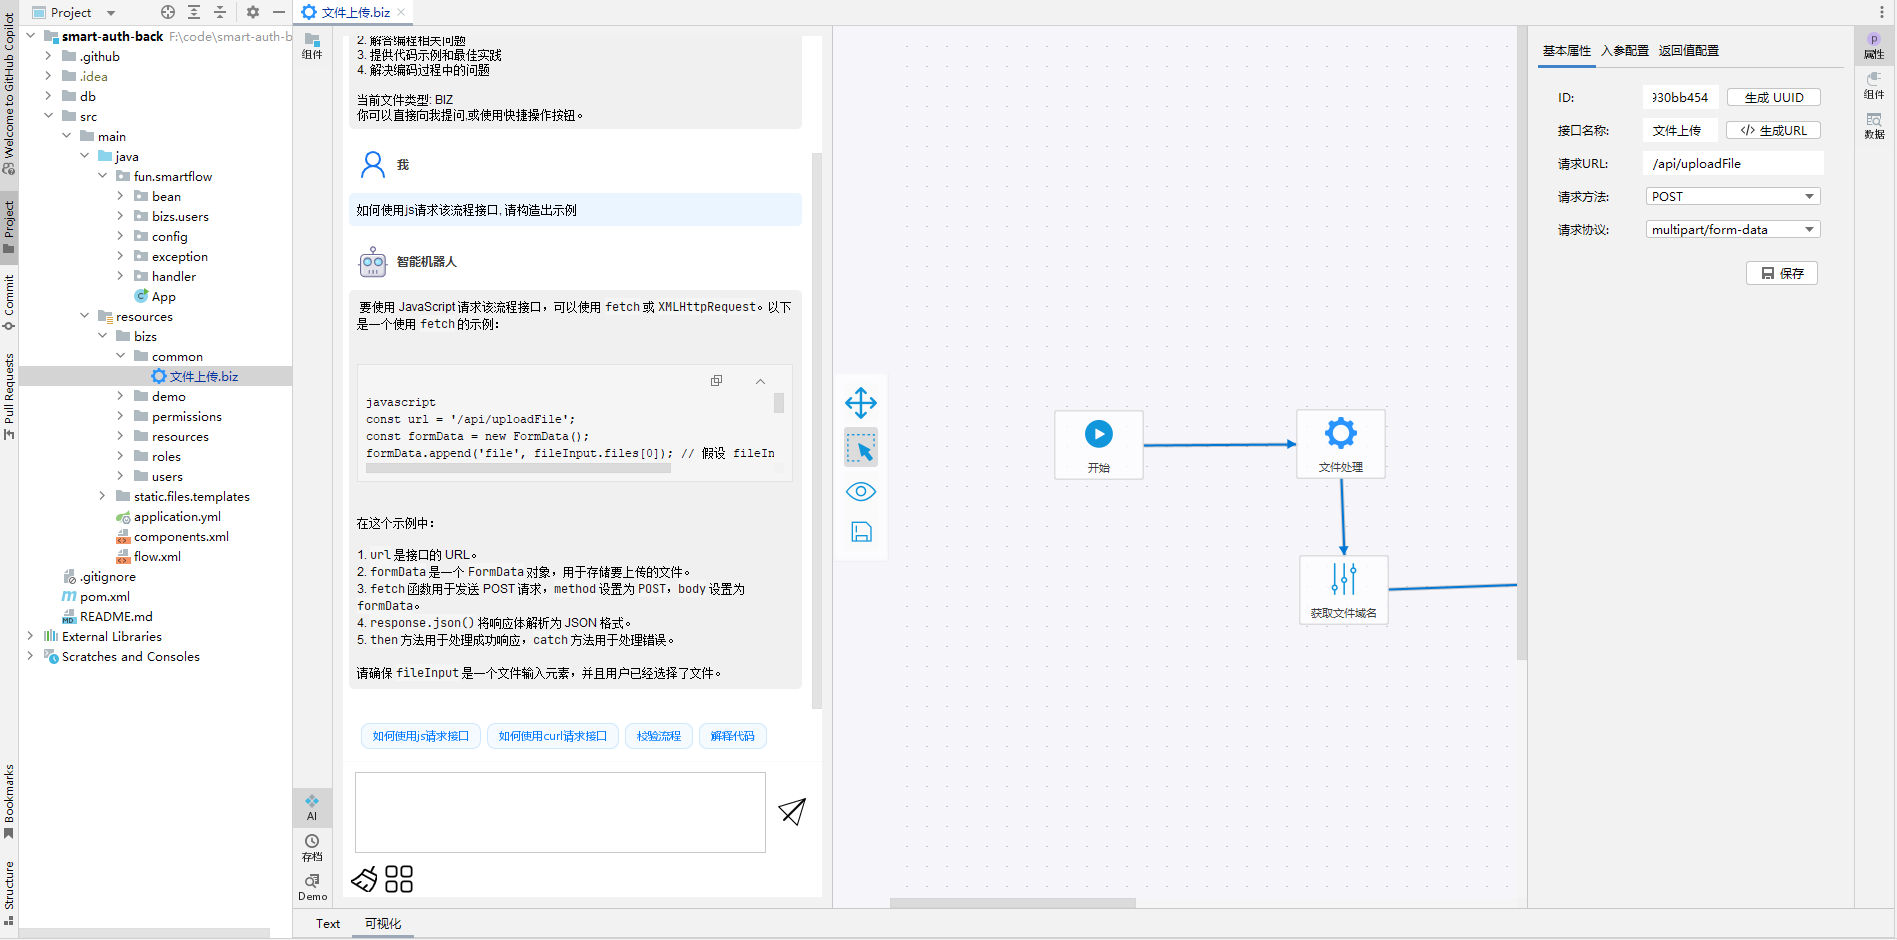 Project
文件上传.biz
Welcome to GitHub Copilot
Project
Commit
Pull Requests
Bookmarks
Structure
smart-auth-back F:\code\smart-auth-b
.github
.idea
db
src
main
java
fun.smartflow
bean
bizs.users
config
exception
handler
App
resources
bizs
common
文件上传.biz
demo
permissions
resources
roles
users
static.files.templates
application.yml
components.xml
flow.xml
.gitignore
pom.xml
README.md
External Libraries
Scratches and Consoles
组件
AI
存档
Demo
2. 解答编程相关问题
3. 提供代码示例和最佳实践
4. 解决编码过程中的问题
当前文件类型: BIZ
你可以直接向我提问,或使用快捷操作按钮。
我
如何使用js请求该流程接口, 请构造出示例
智能机器人
要使用 JavaScript 请求该流程接口，可以使用 fetch 或 XMLHttpRequest。以下
是一个使用 fetch 的示例：
javascript
const url = '/api/uploadFile';
const formData = new FormData();
formData.append('file', fileInput.files[0]); // 假设 fileIn
在这个示例中：
1. url 是接口的 URL。
2. formData 是一个 FormData 对象，用于存储要上传的文件。
3. fetch 函数用于发送 POST 请求，method 设置为 POST，body 设置为
formData。
4. response.json() 将响应体解析为 JSON 格式。
5. then 方法用于处理成功响应，catch 方法用于处理错误。
请确保 fileInput 是一个文件输入元素，并且用户已经选择了文件。
如何使用js请求接口 如何使用curl请求接口 校验流程 解释代码
Text 可视化
开始
文件处理
获取文件域名
基本属性 入参配置 返回值配置
ID: 930bb454 生成 UUID
接口名称: 文件上传 </> 生成URL
请求URL: /api/uploadFile
请求方法: POST
请求协议: multipart/form-data
保存
p
属性
组件
数据